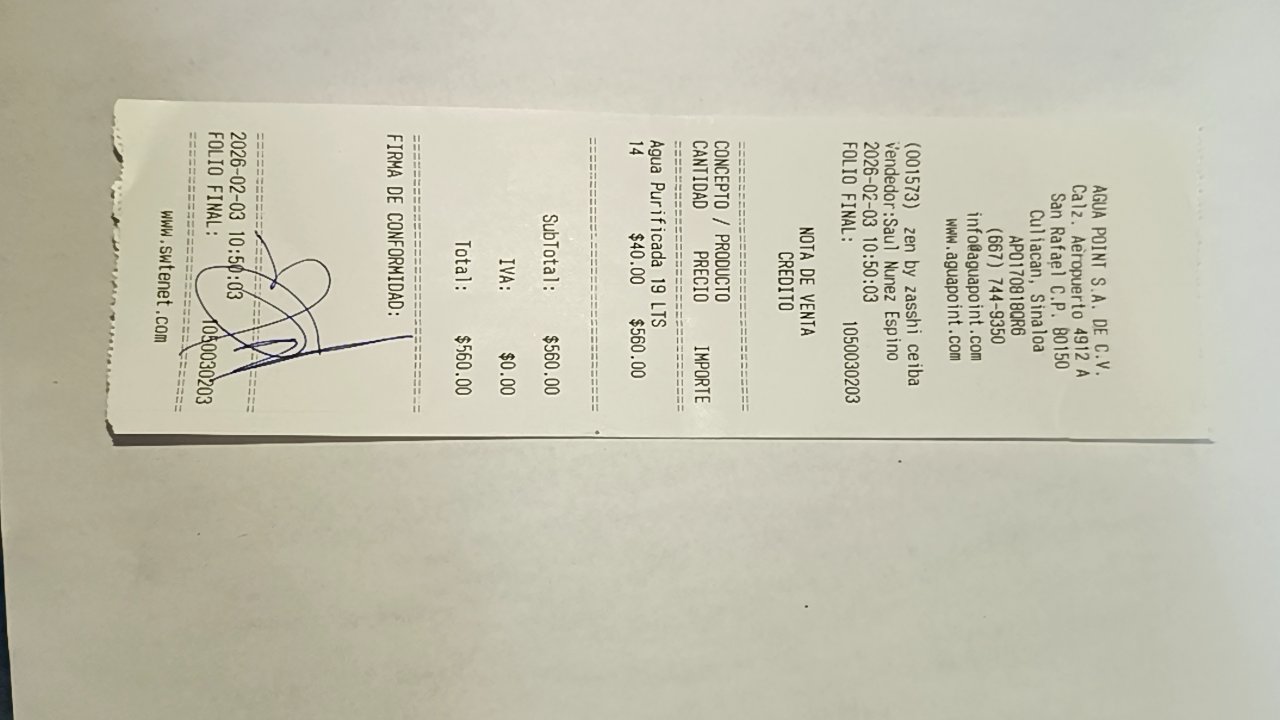 AGUA POINT S.A. DE C.V.
Calz. Aeropuerto 4912 A
San Rafael C.P. 80150
Culiacan, Sinaloa
APO170818QR6
(667) 744-9350
info@aguapoint.com
www.aguapoint.com
(001573) zen by zasshi ceiba
Vendedor:Saul Nunez Espino
2026-02-03 10:50:03
FOLIO FINAL: 1050030203
NOTA DE VENTA
CREDITO
CONCEPTO / PRODUCTO
CANTIDAD PRECIO IMPORTE
Agua Purificada 19 LTS
14 $40.00 $560.00
SubTotal: $560.00
IVA: $0.00
Total: $560.00
FIRMA DE CONFORMIDAD:
2026-02-03 10:50:03
FOLIO FINAL: 1050030203
www.swtenet.com